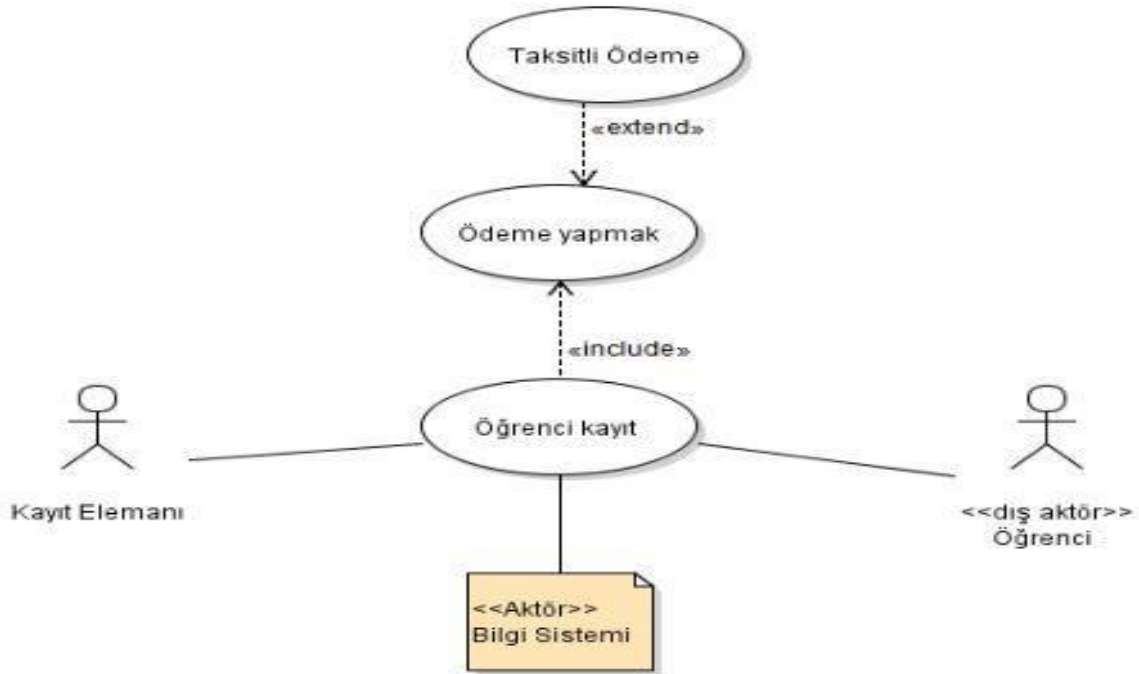 Taksitli Ödeme
«extend»
Ödeme yapmak
«include»
Öğrenci kayıt
Kayıt Elemanı
<<dış aktör>>
Öğrenci
<<Aktör>>
Bilgi Sistemi